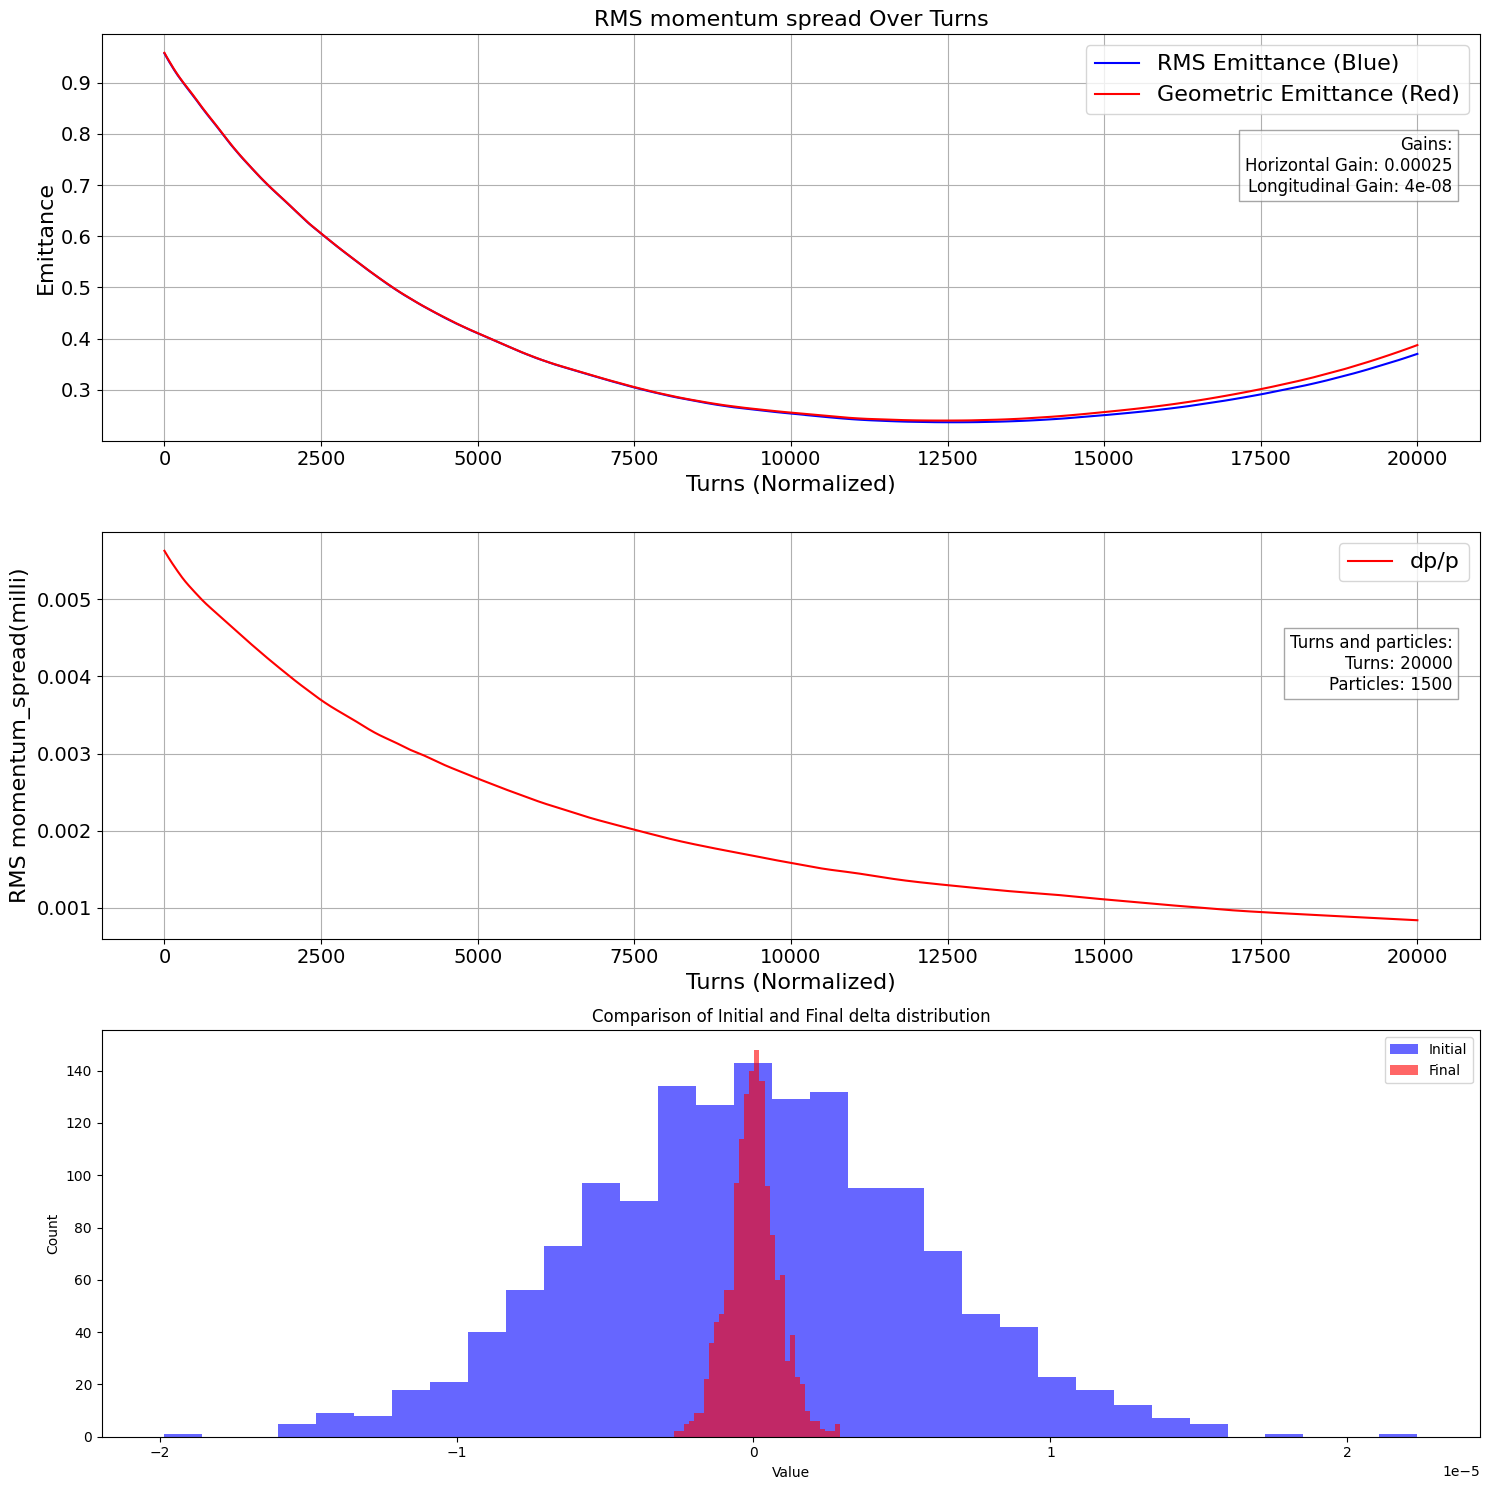 RMS momentum spread Over Turns
Emittance
0.9
0.8
0.7
0.6
0.5
0.4
0.3
RMS Emittance (Blue)
Geometric Emittance (Red)
Gains:
Horizontal Gain: 0.00025
Longitudinal Gain: 4e-08
0 2500 5000 7500 10000 12500 15000 17500 20000
Turns (Normalized)
RMS momentum_spread(milli)
0.005
0.004
0.003
0.002
0.001
dp/p
Turns and particles:
Turns: 20000
Particles: 1500
0 2500 5000 7500 10000 12500 15000 17500 20000
Turns (Normalized)
Comparison of Initial and Final delta distribution
Count
140
120
100
80
60
40
20
0
Initial
Final
−2 −1 0 1 2
1e−5
Value